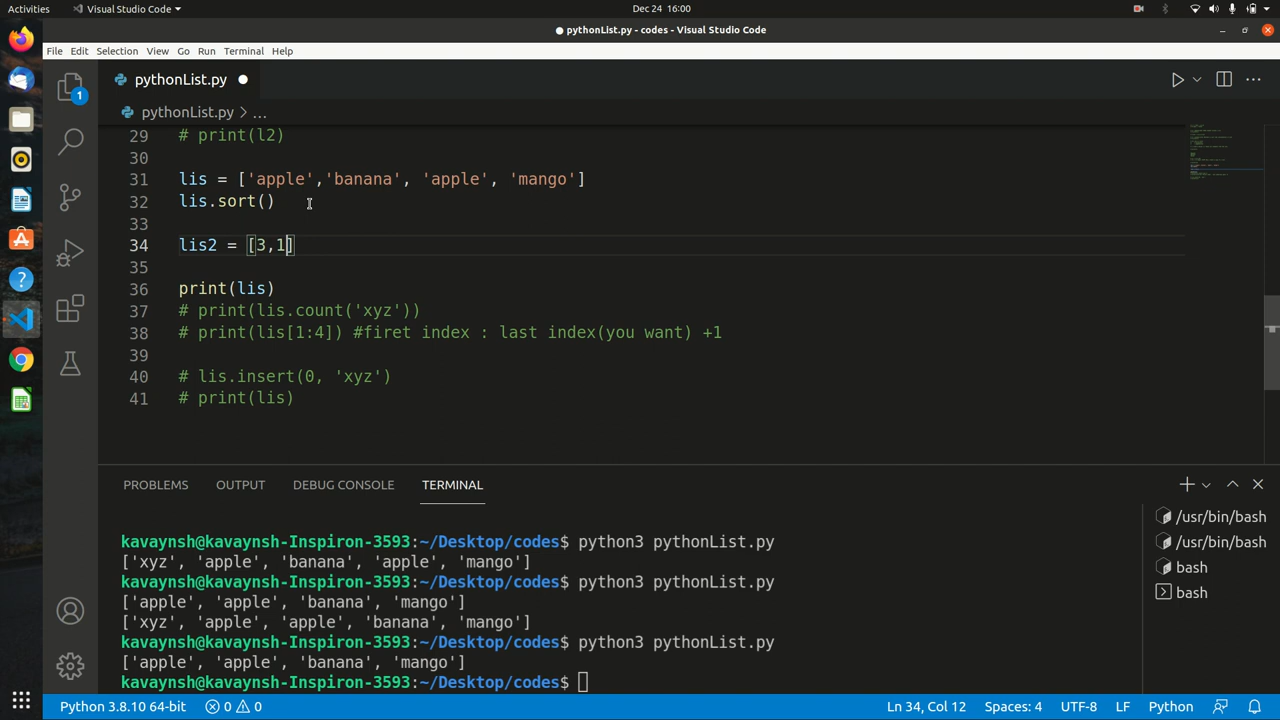 Activities
Visual Studio Code
Dec 24 16:00
pythonList.py - codes - Visual Studio Code
File Edit Selection View Go Run Terminal Help
pythonList.py
pythonList.py > ...
1
29 # print(l2)
30
31 lis = ['apple','banana', 'apple', 'mango']
32 lis.sort()
33
34 lis2 = [3,1]
35
36 print(lis)
37 # print(lis.count('xyz'))
38 # print(lis[1:4]) #firet index : last index(you want) +1
39
40 # lis.insert(0, 'xyz')
41 # print(lis)
PROBLEMS OUTPUT DEBUG CONSOLE TERMINAL
kavaynsh@kavaynsh-Inspiron-3593:~/Desktop/codes$ python3 pythonList.py
['xyz', 'apple', 'banana', 'apple', 'mango']
kavaynsh@kavaynsh-Inspiron-3593:~/Desktop/codes$ python3 pythonList.py
['apple', 'apple', 'banana', 'mango']
['xyz', 'apple', 'apple', 'banana', 'mango']
kavaynsh@kavaynsh-Inspiron-3593:~/Desktop/codes$ python3 pythonList.py
['apple', 'apple', 'banana', 'mango']
kavaynsh@kavaynsh-Inspiron-3593:~/Desktop/codes$
/usr/bin/bash
/usr/bin/bash
bash
bash
Python 3.8.10 64-bit 0 0 Ln 34, Col 12 Spaces: 4 UTF-8 LF Python